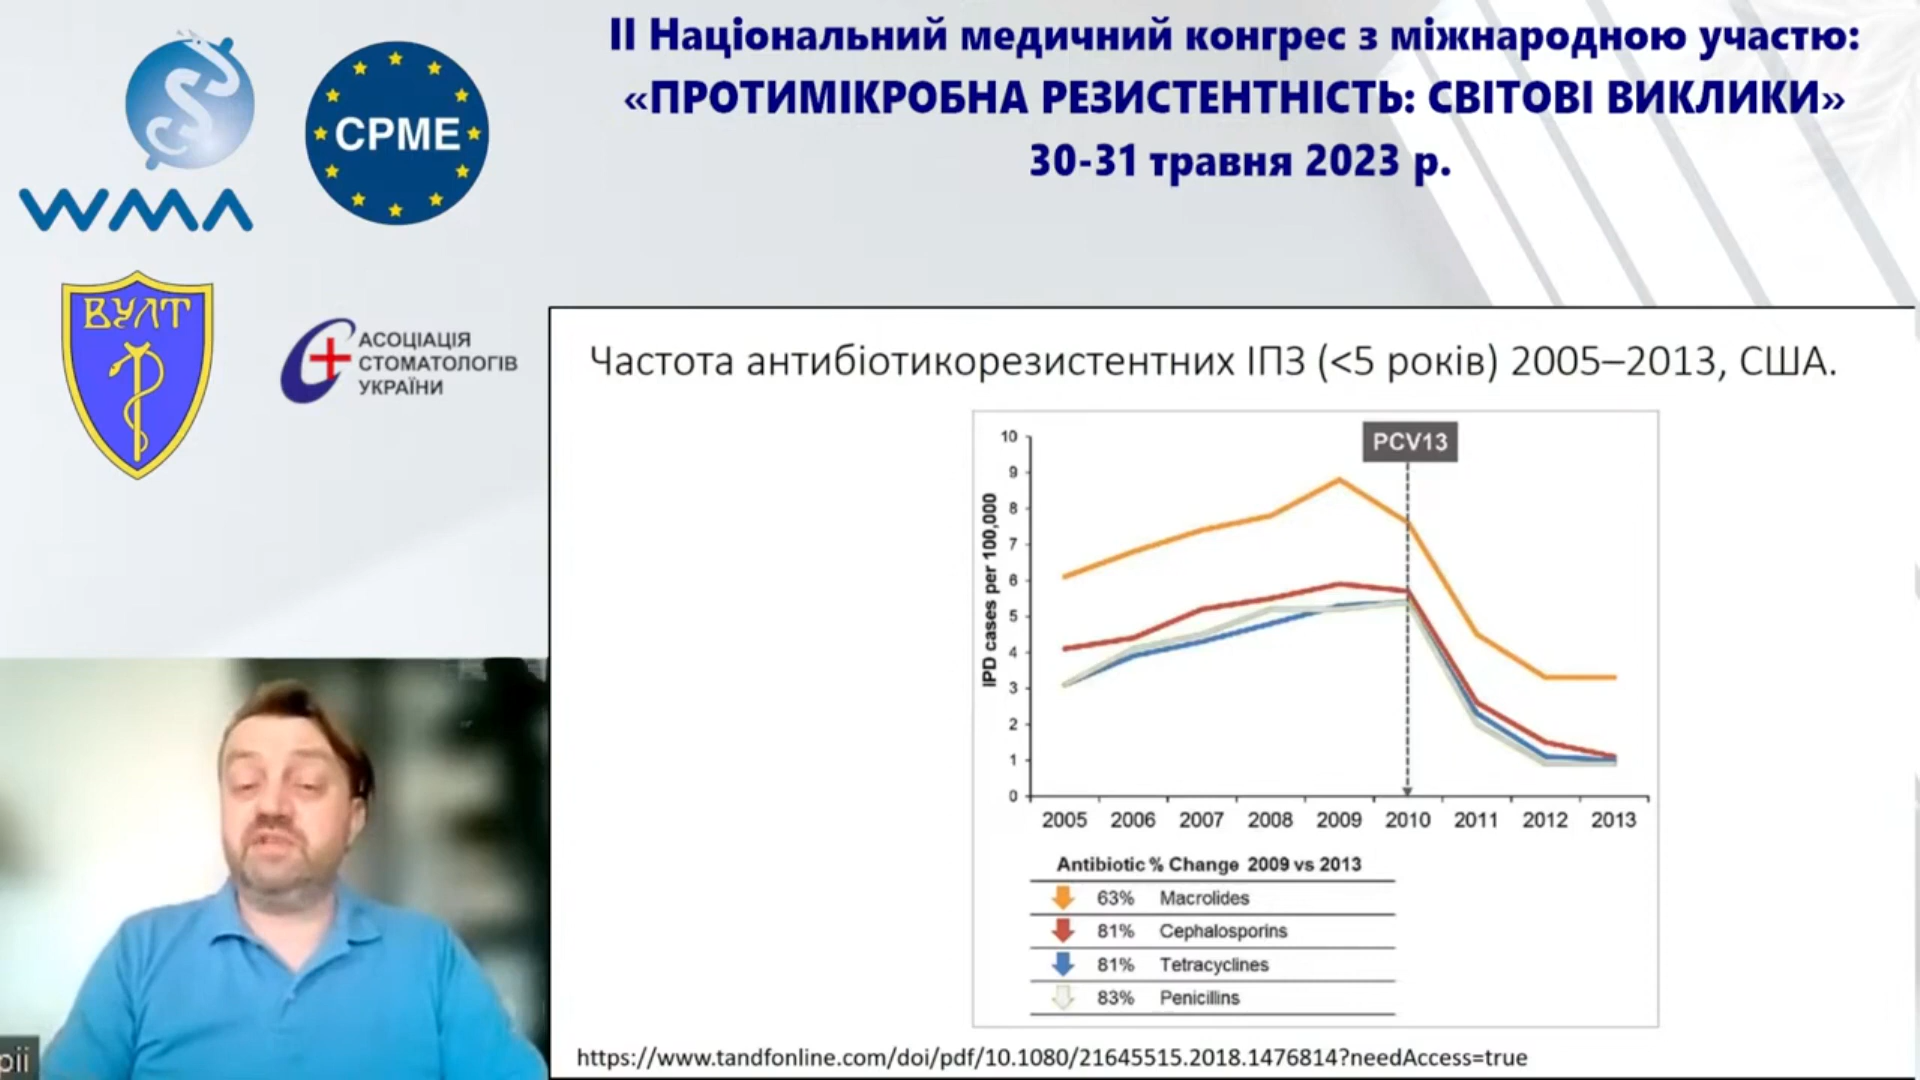 II Національний медичний конгрес з міжнародною участю:
«ПРОТИМІКРОБНА РЕЗИСТЕНТНІСТЬ: СВІТОВІ ВИКЛИКИ»
30-31 травня 2023 р.
WMA
CPME
ВУЛТ
АСОЦІАЦІЯ
СТОМАТОЛОГІВ
УКРАЇНИ
Частота антибіотикорезистентних ІПЗ (<5 років) 2005–2013, США.
PCV13
IPD cases per 100,000
10
9
8
7
6
5
4
3
2
1
0
2005 2006 2007 2008 2009 2010 2011 2012 2013
Antibiotic % Change 2009 vs 2013
63% Macrolides
81% Cephalosporins
81% Tetracyclines
83% Penicillins
https://www.tandfonline.com/doi/pdf/10.1080/21645515.2018.1476814?needAccess=true